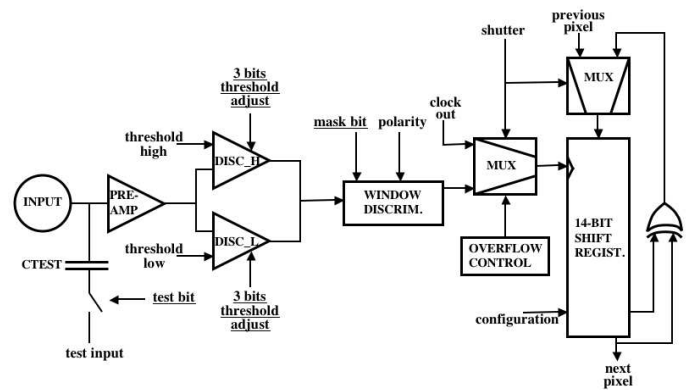 previous
pixel
shutter
MUX
3 bits
threshold
adjust
clock
out
mask bit
polarity
threshold
high
DISC_H
MUX
INPUT
PRE-
AMP
WINDOW
DISCRIM.
14-BIT
SHIFT
REGIST.
DISC_L
OVERFLOW
CONTROL
CTEST
threshold
low
test bit
3 bits
threshold
adjust
configuration
test input
next
pixel